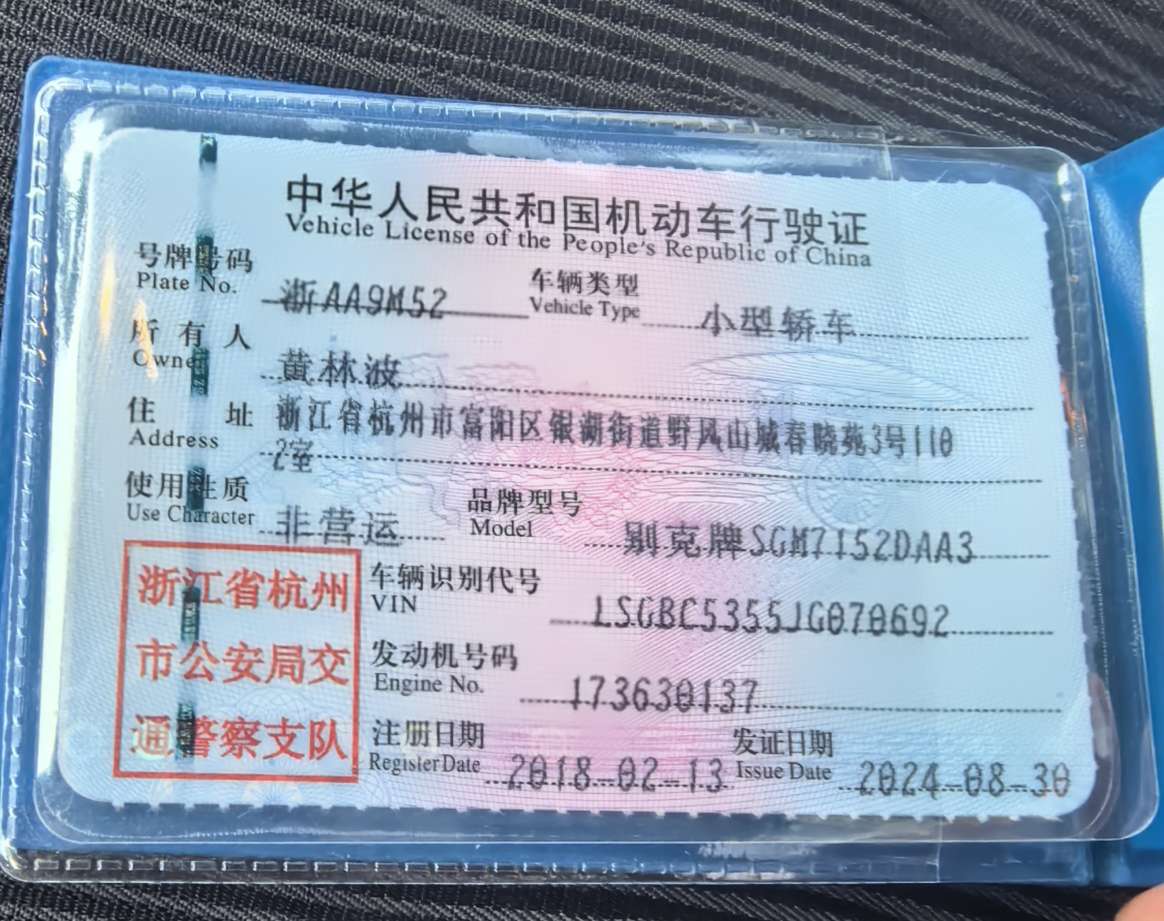 中华人民共和国机动车行驶证
Vehicle License of the People's Republic of China
号牌号码 浙AA9M52 车辆类型 小型轿车
Plate No. Vehicle Type
所有人 黄林波
Owner
住址 浙江省杭州市富阳区银湖街道野风山城春晓苑3号110
Address 2室
使用性质 非营运 品牌型号 别克牌SGM7152DAA3
Use Character Model
浙江省杭州
市公安局交
通警察支队
车辆识别代号 LSGBC5355JG070692
VIN
发动机号码 173630137
Engine No.
注册日期 2018-02-13 发证日期 2024-08-30
Register Date Issue Date